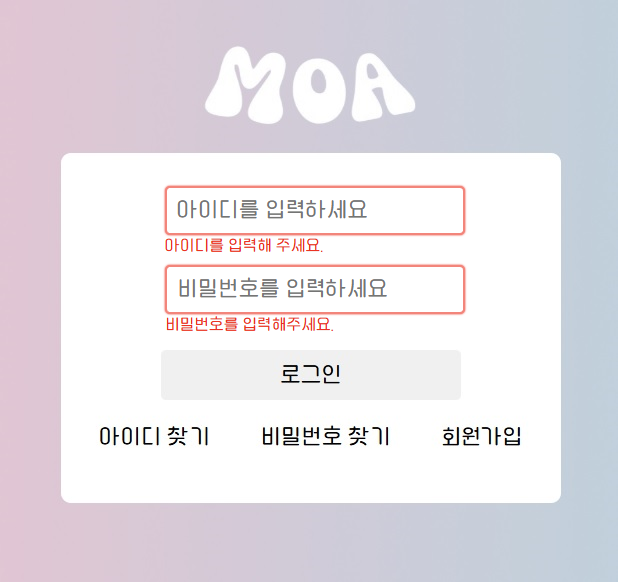 MOA
아이디를 입력하세요
아이디를 입력해 주세요.
비밀번호를 입력하세요
비밀번호를 입력해주세요.
로그인
아이디 찾기 비밀번호 찾기 회원가입